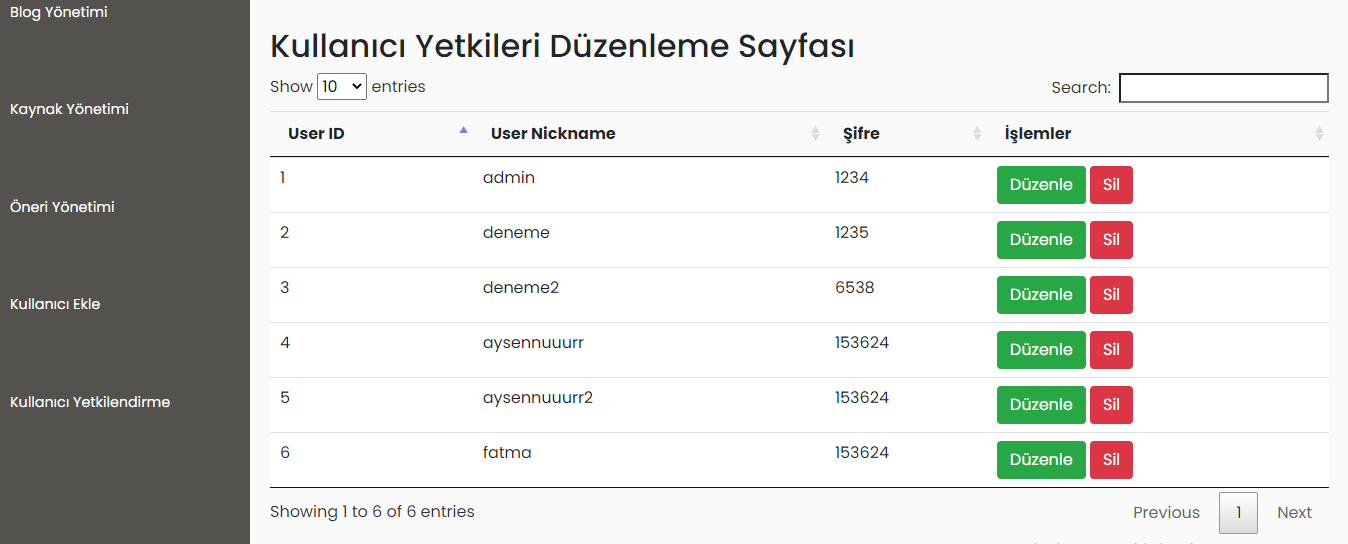 Blog Yönetimi
Kaynak Yönetimi
Öneri Yönetimi
Kullanıcı Ekle
Kullanıcı Yetkilendirme
Kullanıcı Yetkileri Düzenleme Sayfası
Show 10 entries
Search:
User ID User Nickname Şifre İşlemler
1 admin 1234 Düzenle Sil
2 deneme 1235 Düzenle Sil
3 deneme2 6538 Düzenle Sil
4 aysennuuurr 153624 Düzenle Sil
5 aysennuuurr2 153624 Düzenle Sil
6 fatma 153624 Düzenle Sil
Showing 1 to 6 of 6 entries
Previous 1 Next